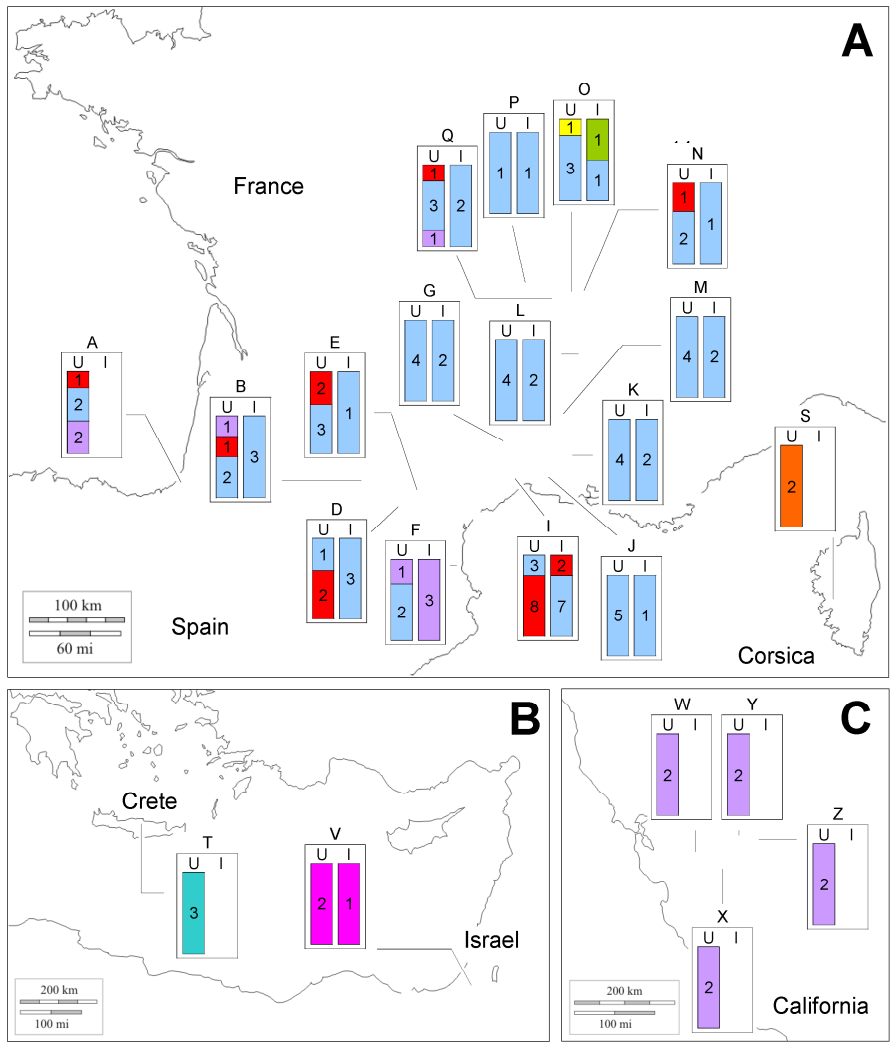 A
O
U I
1 1
3 1
P
U I
1 1
Q
U I
1
3 2
1
N
U I
1
2 1
France
M
U I
4 2
G
U I
4 2
L
U I
4 2
A
U I
1
2
2
E
U I
2
3 1
B
U I
1
1
2 3
K
U I
4 2
S
U I
2
D
U I
1
2 3
F
U I
1
2 3
I
U I
3 2
8 7
J
U I
5 1
100 km
60 mi
Spain
Corsica
B
Crete
T
U I
3
V
U I
2 1
Israel
200 km
100 mi
C
W
U I
2
Y
U I
2
Z
U I
2
X
U I
2
200 km
100 mi
California